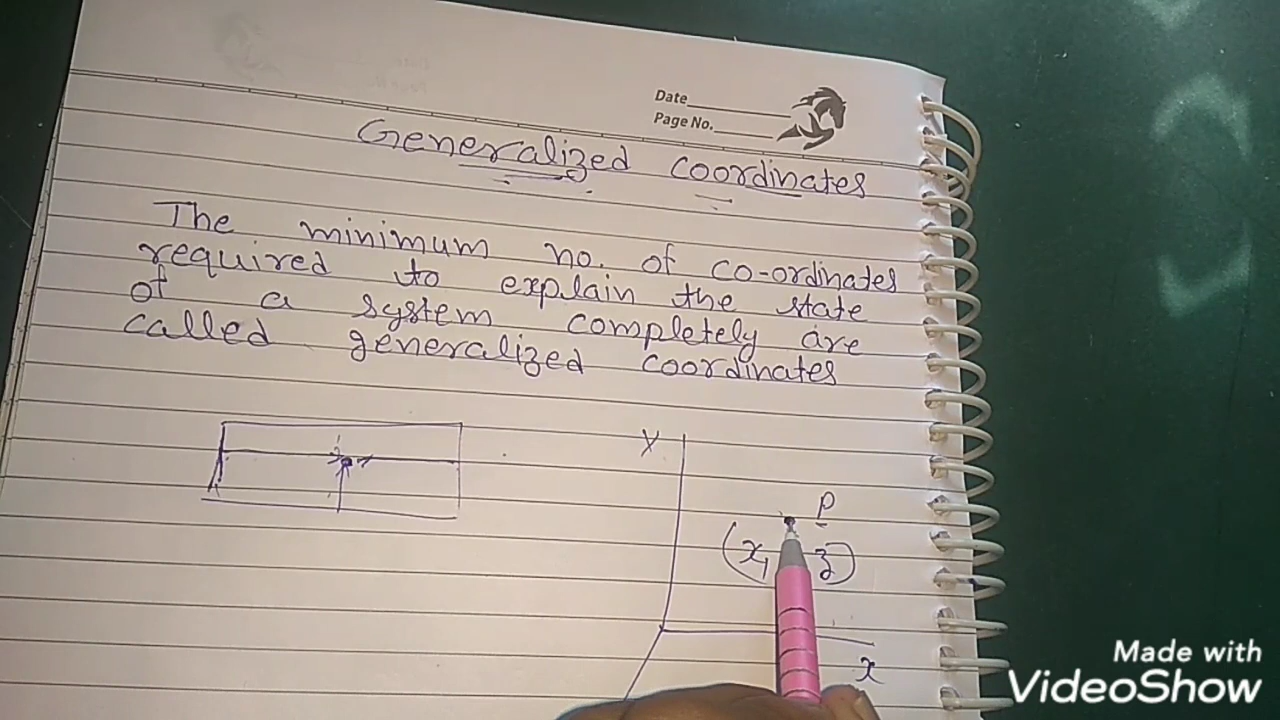 Date
Page No.
Generalized coordinates
The minimum no. of co-ordinates
required to explain the state
of a system completely are
called generalized coordinates
Y
P
(x, z)
x
Made with
VideoShow